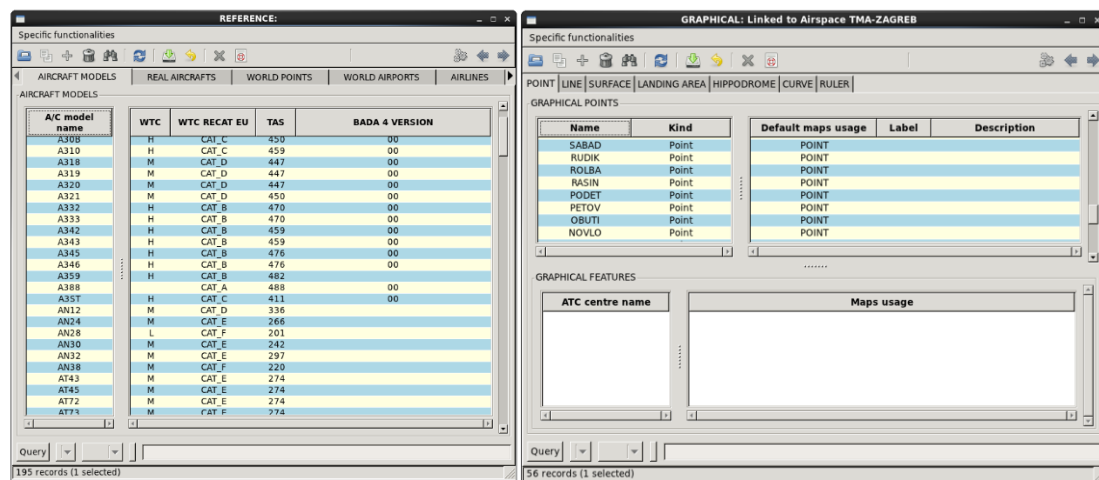 REFERENCE:
Specific functionalities
AIRCRAFT MODELS REAL AIRCRAFTS WORLD POINTS WORLD AIRPORTS AIRLINES
AIRCRAFT MODELS
A/C model name WTC WTC RECAT EU TAS BADA 4 VERSION
A30B H CAT_C 450 00
A310 H CAT_C 459 00
A318 M CAT_D 447 00
A319 M CAT_D 447 00
A320 M CAT_D 447 00
A321 M CAT_D 450 00
A332 H CAT_B 470 00
A333 H CAT_B 470 00
A342 H CAT_B 459 00
A343 H CAT_B 459 00
A345 H CAT_B 476 00
A346 H CAT_B 476 00
A359 H CAT_B 482
A388 CAT_A 488 00
A35T H CAT_C 411 00
AN12 M CAT_D 336
AN24 M CAT_E 266
AN28 L CAT_F 201
AN30 M CAT_E 242
AN32 M CAT_E 297
AN38 M CAT_F 220
AT43 M CAT_E 274
AT45 M CAT_E 274
AT72 M CAT_E 274
AT73 M CAT_E 274
Query
195 records (1 selected)
GRAPHICAL: Linked to Airspace TMA-ZAGREB
Specific functionalities
POINT LINE SURFACE LANDING AREA HIPPODROME CURVE RULER
GRAPHICAL POINTS
Name Kind Default maps usage Label Description
SABAD Point POINT
RUDIK Point POINT
ROLBA Point POINT
RASIN Point POINT
PODET Point POINT
PETOV Point POINT
OBUTI Point POINT
NOVLO Point POINT
GRAPHICAL FEATURES
ATC centre name Maps usage
Query
56 records (1 selected)